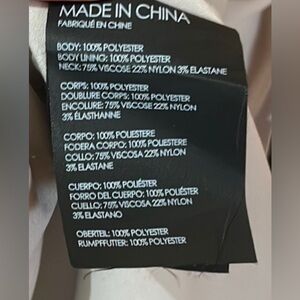 MADE IN CHINA
FABRIQUÉ EN CHINE
BODY: 100% POLYESTER
BODY LINING: 100% POLYESTER
NECK: 75% VISCOSE 22% NYLON 3% ELASTANE
CORPS: 100% POLYESTER
DOUBLURE CORPS: 100% POLYESTER
ENCOLURE: 75% VISCOSE 22% NYLON
3% ÉLASTHANNE
CORPO: 100% POLIESTERE
FODERA CORPO: 100% POLIESTERE
COLLO: 75% VISCOSA 22% NYLON
3% ELASTANE
CUERPO: 100% POLIÉSTER
FORRO DEL CUERPO: 100% POLIÉSTER
CUELLO: 75% VISCOSA 22% NYLON
3% ELASTANO
OBERTEIL: 100% POLYESTER
RUMPFFUTTER: 100% POLYESTER